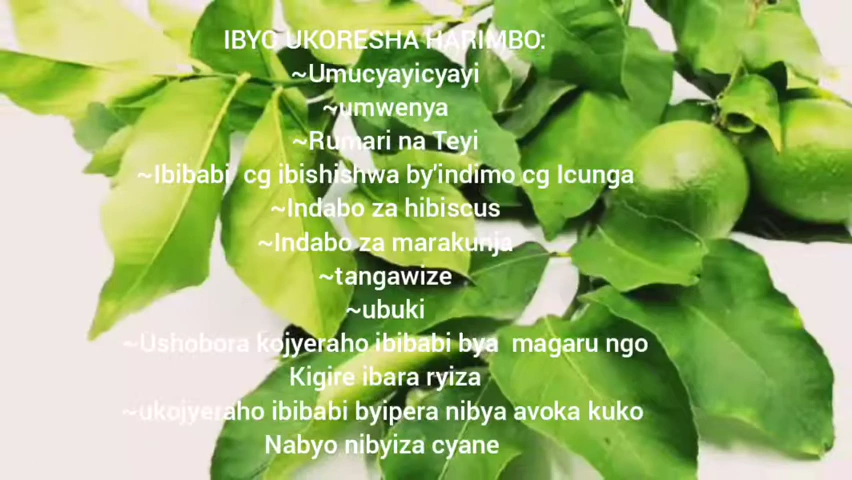 IBYO UKORESHA HARIMBO:
~Umucyayicyayi
~umwenya
~Rumari na Teyi
~Ibibabi cg ibishishwa by'indimo cg Icunga
~Indabo za hibiscus
~Indabo za marakunja
~tangawize
~ubuki
~Ushobora kojyeraho ibibabi bya magaru ngo
Kigire ibara ryiza
~ukojyeraho ibibabi byipera nibya avoka kuko
Nabyo nibyiza cyane